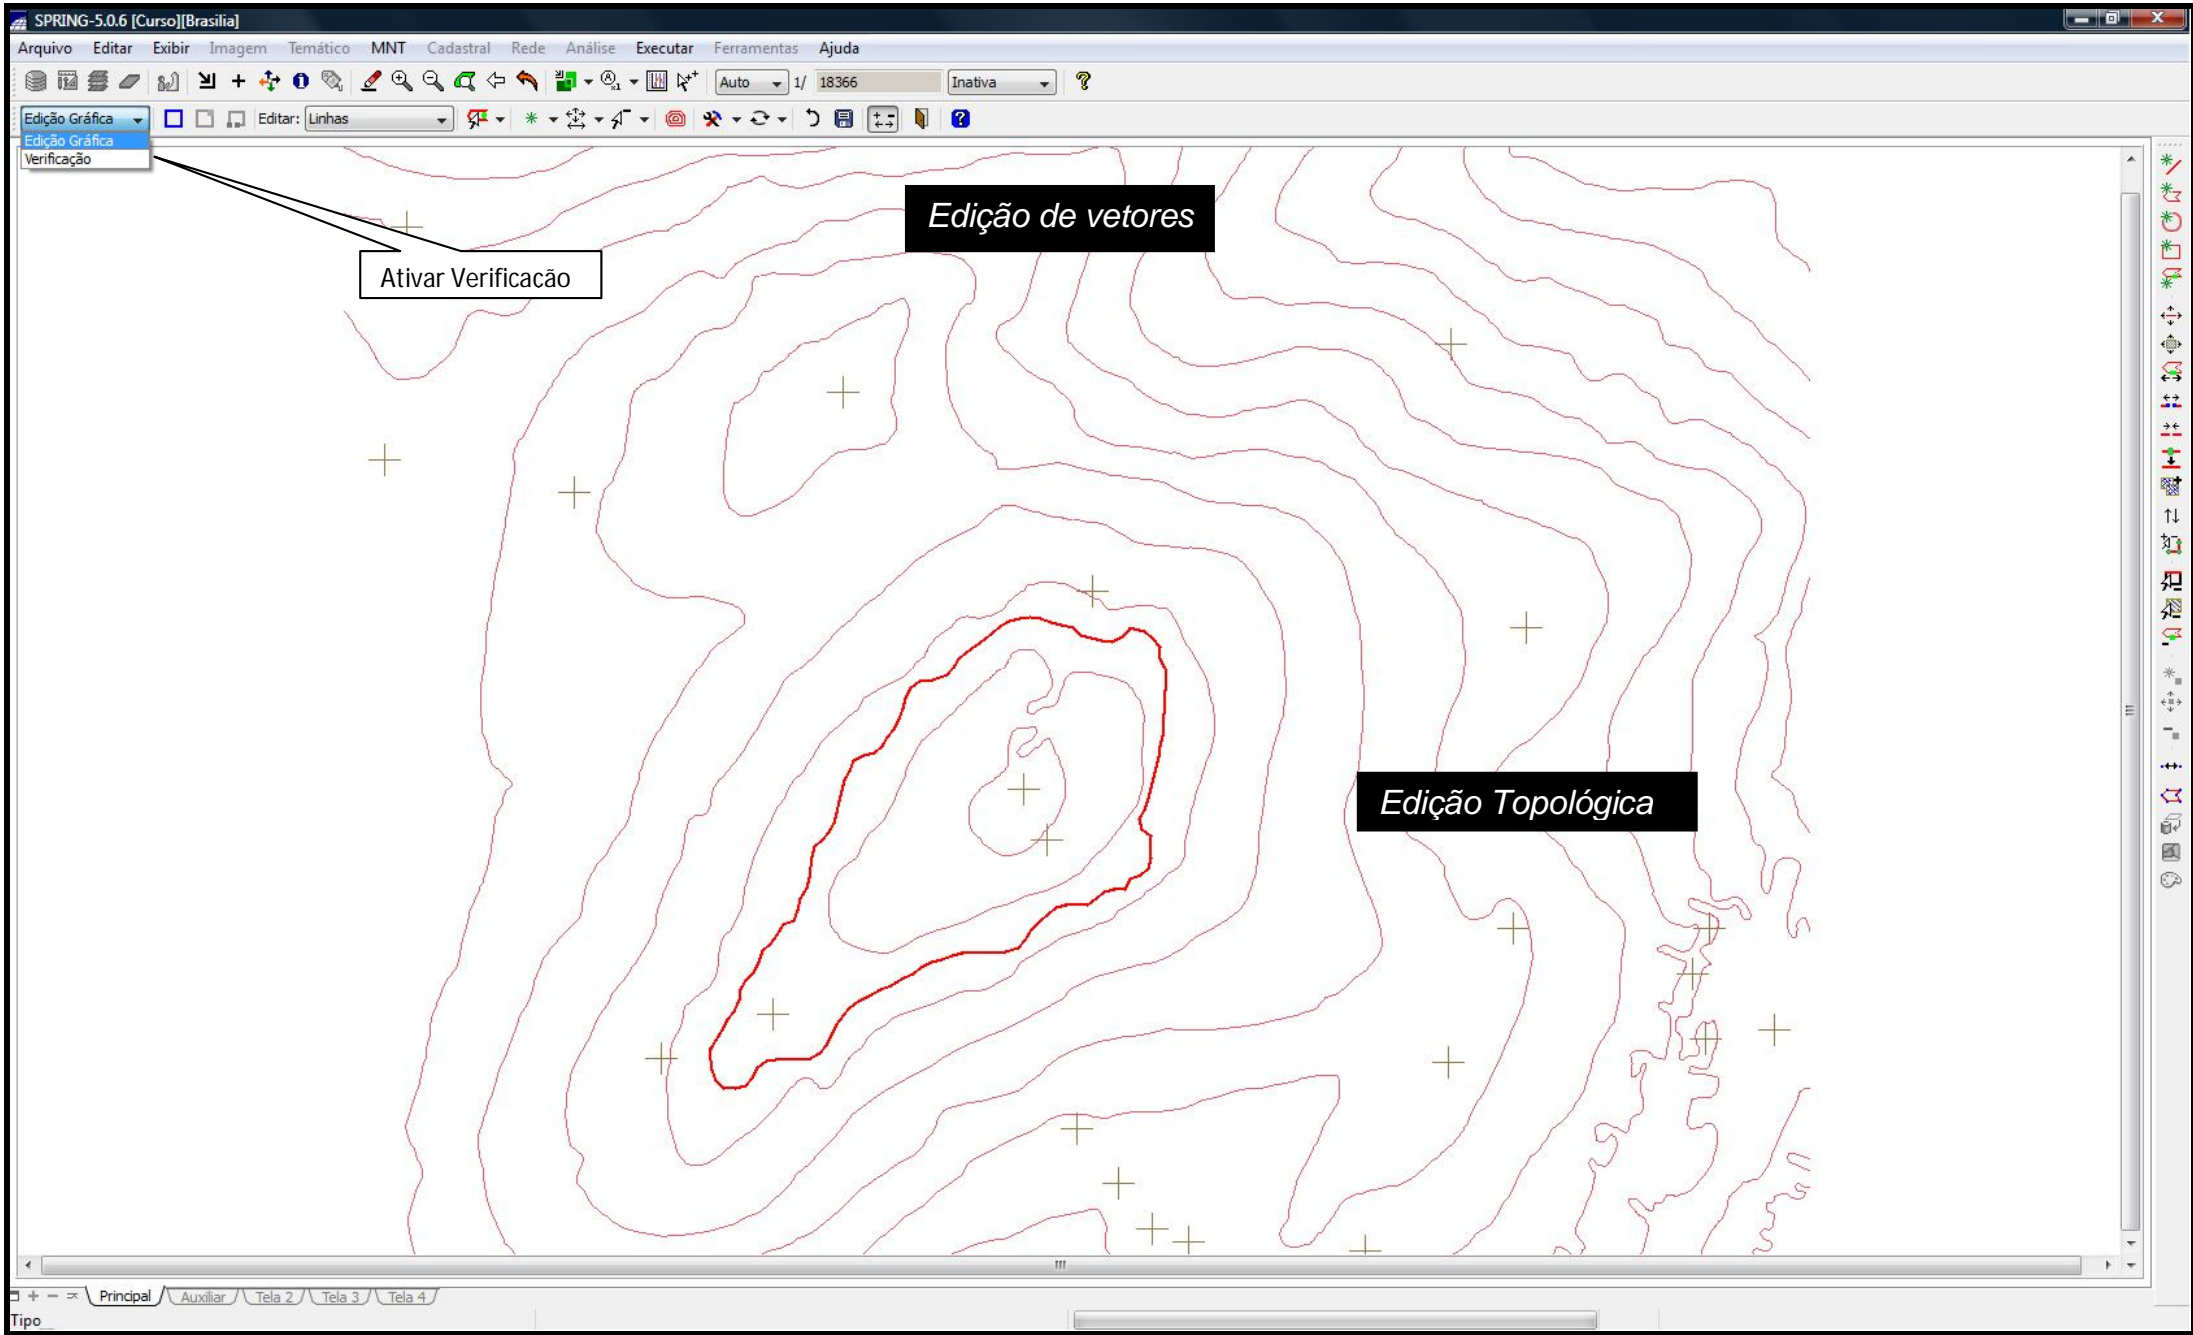 SPRING-5.0.6 [Curso][Brasilia]
Arquivo Editar Exibir Imagem Temático MNT Cadastral Rede Análise Executar Ferramentas Ajuda
Auto 1/ 18366 Inativa
Edição Gráfica Editar: Linhas
Edição Gráfica
Verificação
Edição de vetores
Ativar Verificacão
Edição Topológica
Principal Auxiliar Tela 2 Tela 3 Tela 4
Tipo